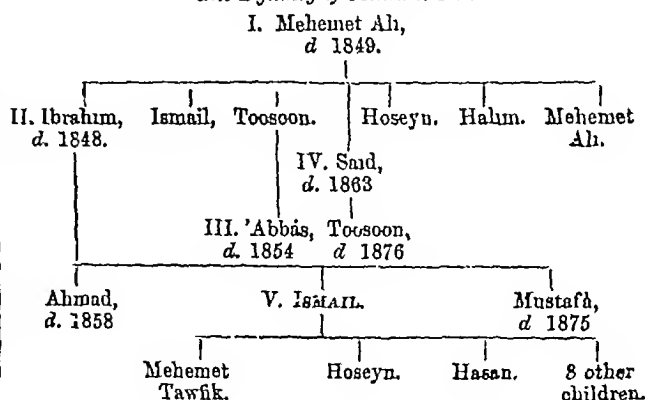 I. Mehemet Ali,
d 1849.
II. Ibrahim, Ismail, Toosoon. Hoseyn. Halim. Mehemet
d. 1848. Ali.
IV. Said,
d. 1863
III. 'Abbás, Toosoon,
d. 1854 d 1876
Ahmad, V. ISMAIL. Mustafà,
d. 1858 d 1875
Mehemet Hoseyn. Hasan. 8 other
Tawfik. children.